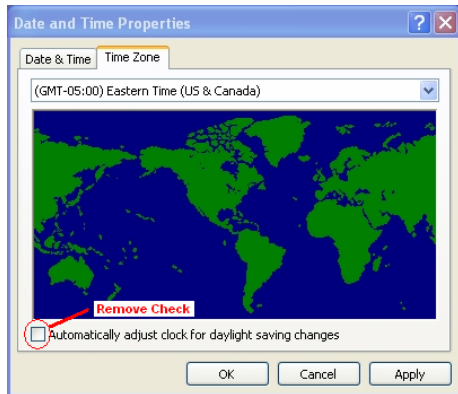 Date and Time Properties
Date & Time Time Zone
(GMT-05:00) Eastern Time (US & Canada)
Remove Check
Automatically adjust clock for daylight saving changes
OK Cancel Apply